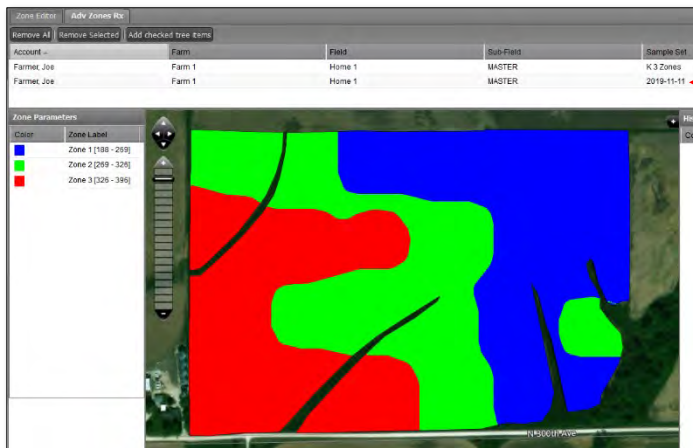 Zone Editor Adv Zones Rx
Remove All Remove Selected Add checked tree items
Account Farm Field Sub-Field Sample Set
Farmer, Joe Farm 1 Home 1 MASTER K 3 Zones
Farmer, Joe Farm 1 Home 1 MASTER 2019-11-11
Zone Parameters
Color Zone Label
Zone 1 [188 - 269]
Zone 2 [269 - 326]
Zone 3 [326 - 396]
N 300th Ave